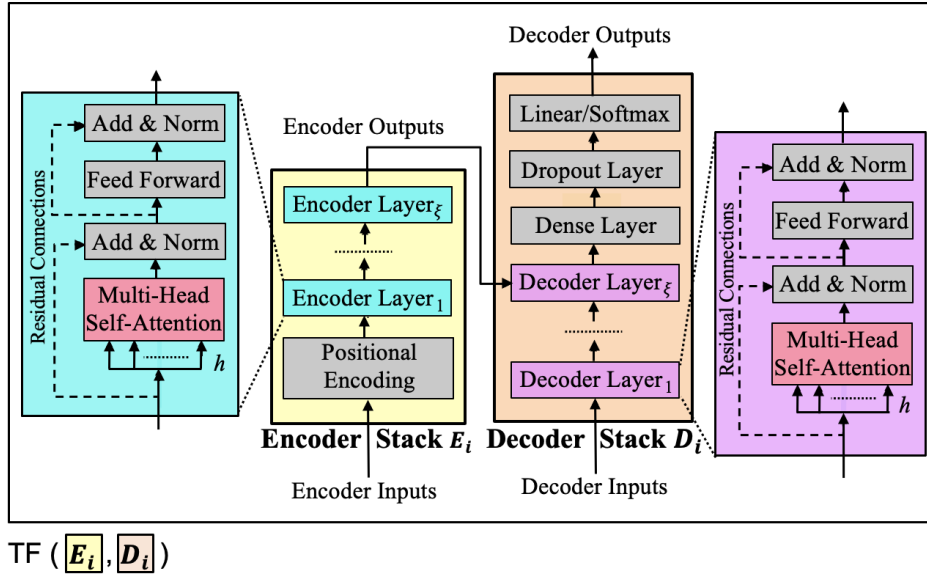 Decoder Outputs
Add & Norm
Feed Forward
Add & Norm
Multi-Head
Self-Attention
h
Residual Connections
Encoder Outputs
Encoder Layerξ
Encoder Layer1
Positional
Encoding
Encoder Stack Ei
Encoder Inputs
Linear/Softmax
Dropout Layer
Dense Layer
Decoder Layerξ
Decoder Layer1
Decoder Stack Di
Decoder Inputs
Add & Norm
Feed Forward
Add & Norm
Multi-Head
Self-Attention
h
Residual Connections
TF ( Ei , Di )